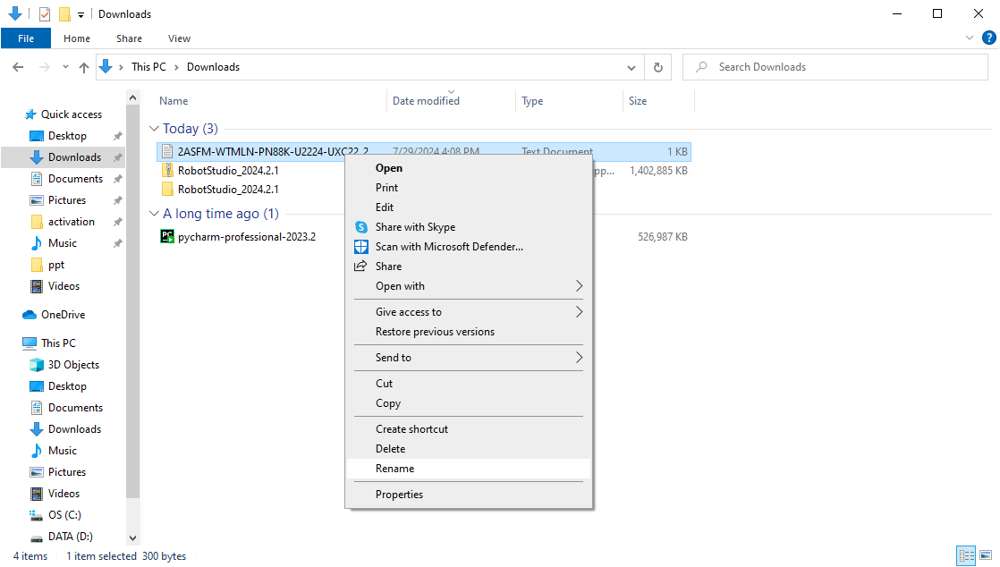 Downloads
File Home Share View
This PC Downloads
Search Downloads
Name Date modified Type Size
Quick access
Desktop
Downloads
Documents
Pictures
activation
Music
ppt
Videos
OneDrive
This PC
3D Objects
Desktop
Documents
Downloads
Music
Pictures
Videos
OS (C:)
DATA (D:)
Today (3)
2ASFM-WTMLN-PN88K-U2224-UXC22_2 7/29/2024 4:08 PM Text Document 1 KB
RobotStudio_2024.2.1 pp... 1,402,885 KB
RobotStudio_2024.2.1
A long time ago (1)
pycharm-professional-2023.2 526,987 KB
Open
Print
Edit
Share with Skype
Scan with Microsoft Defender...
Share
Open with
Give access to
Restore previous versions
Send to
Cut
Copy
Create shortcut
Delete
Rename
Properties
4 items 1 item selected 300 bytes